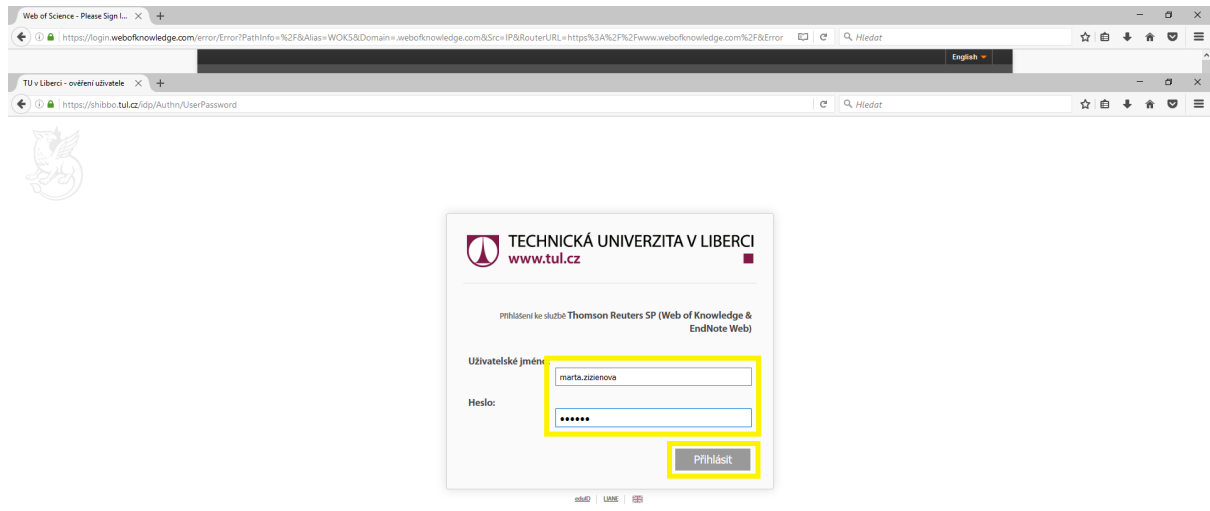 Web of Science - Please Sign I...
https://login.webofknowledge.com/error/Error?PathInfo=%2F&Alias=WOK5&Domain=.webofknowledge.com&Src=IP&RouterURL=https%3A%2F%2Fwww.webofknowledge.com%2F&Error
Hledat
English
TU v Liberci - ověření uživatele
https://shibbo.tul.cz/idp/Authn/UserPassword
Hledat
TECHNICKÁ UNIVERZITA V LIBERCI
www.tul.cz
Přihlášení ke službě Thomson Reuters SP (Web of Knowledge &
EndNote Web)
Uživatelské jméno
marta.zizienova
Heslo:
••••••
Přihlásit
eduID | LIANE |